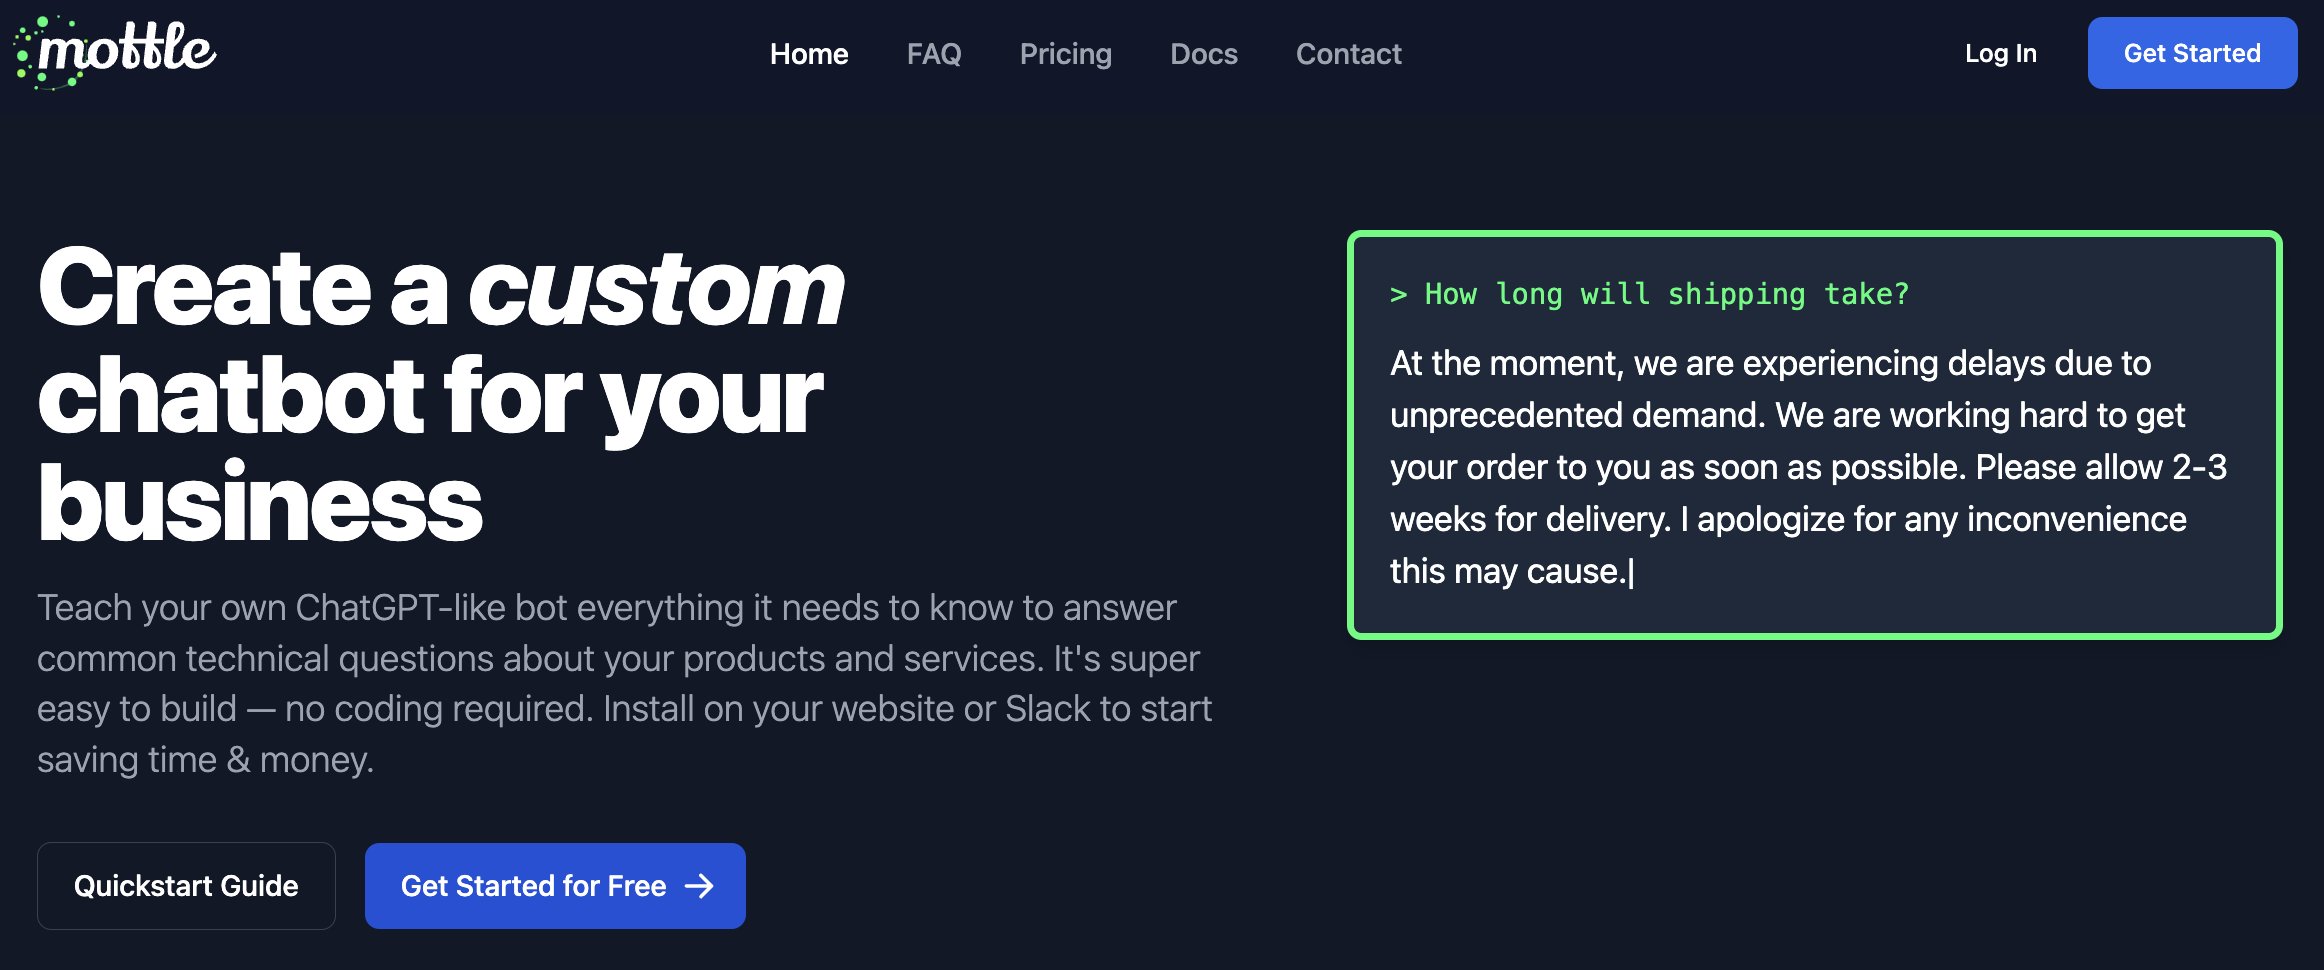 mottle
Home
FAQ
Pricing
Docs
Contact
Log In
Get Started
Create a custom
chatbot for your
business
Teach your own ChatGPT-like bot everything it needs to know to answer
common technical questions about your products and services. It's super
easy to build — no coding required. Install on your website or Slack to start
saving time & money.
Quickstart Guide
Get Started for Free →
> How long will shipping take?
At the moment, we are experiencing delays due to
unprecedented demand. We are working hard to get
your order to you as soon as possible. Please allow 2-3
weeks for delivery. I apologize for any inconvenience
this may cause.|